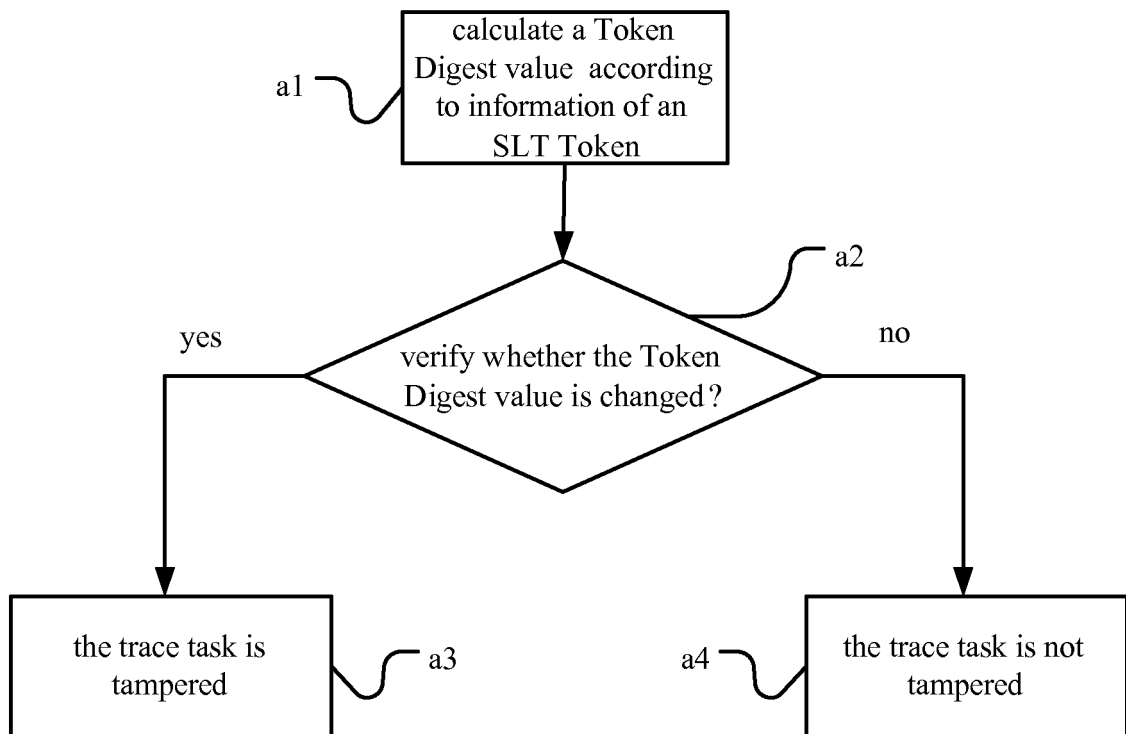 calculate a Token
Digest value according
to information of an
SLT Token
a1
a2
yes
no
verify whether the Token
Digest value is changed?
the trace task is
tampered
a3
a4
the trace task is not
tampered